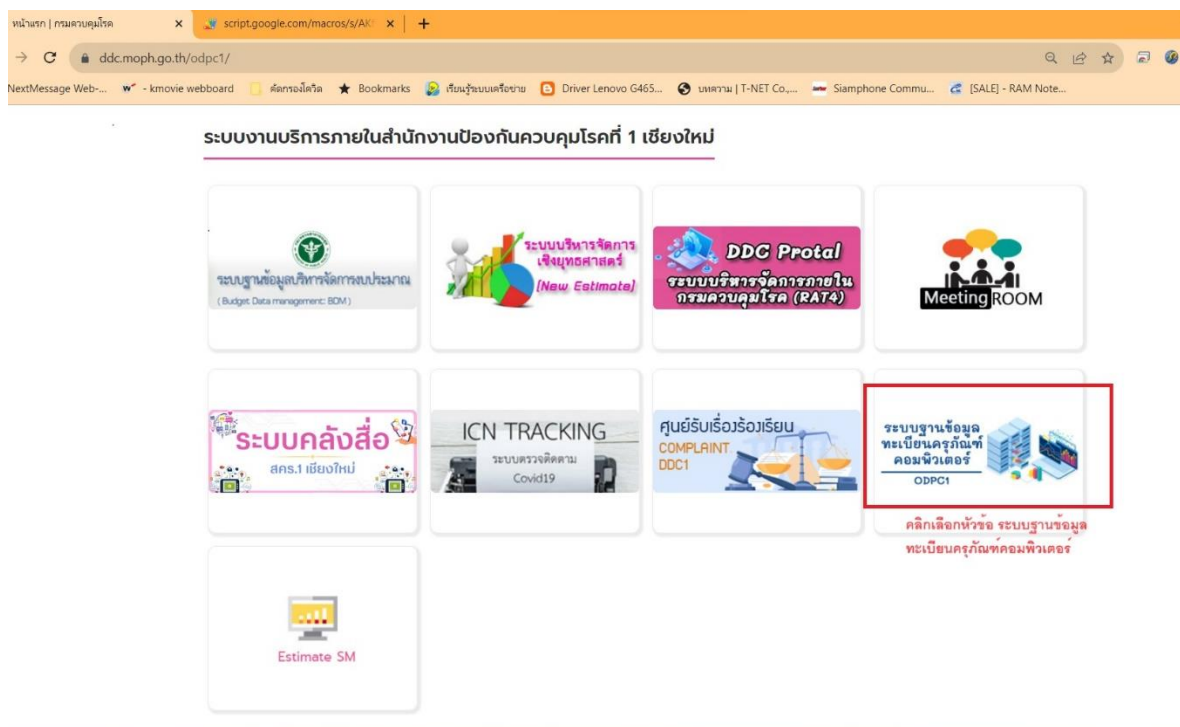 หน้าแรก | กรมควบคุมโรค
script.google.com/macros/s/AK
ddc.moph.go.th/odpc1/
NextMessage Web-...
- kmovie webboard
คัดกรองโควิด
Bookmarks
เรียนรู้ระบบเครือข่าย
Driver Lenovo G465...
บทความ | T-NET Co.,...
Siamphone Commu...
[SALE] - RAM Note...
ระบบงานบริการภายในสำนักงานป้องกันควบคุมโรคที่ 1 เชียงใหม่
ระบบฐานข้อมูลบริหารจัดการงบประมาณ
( Budget Data management: BDM )
ระบบบริหารจัดการ
เชิงยุทธศาสตร์
(New Estimate)
DDC Protal
ระบบบริหารจัดการภายใน
กรมควบคุมโรค (RAT4)
Meeting ROOM
ระบบคลังสื่อ
สคร.1 เชียงใหม่
ICN TRACKING
ระบบตรวจติดตาม
Covid19
ศูนย์รับเรื่องร้องเรียน
COMPLAINT
DDC1
ระบบฐานข้อมูล
ทะเบียนครุภัณฑ์
คอมพิวเตอร์
ODPC1
คลิกเลือกหัวข้อ ระบบฐานข้อมูล
ทะเบียนครุภัณฑ์คอมพิวเตอร์
Estimate SM